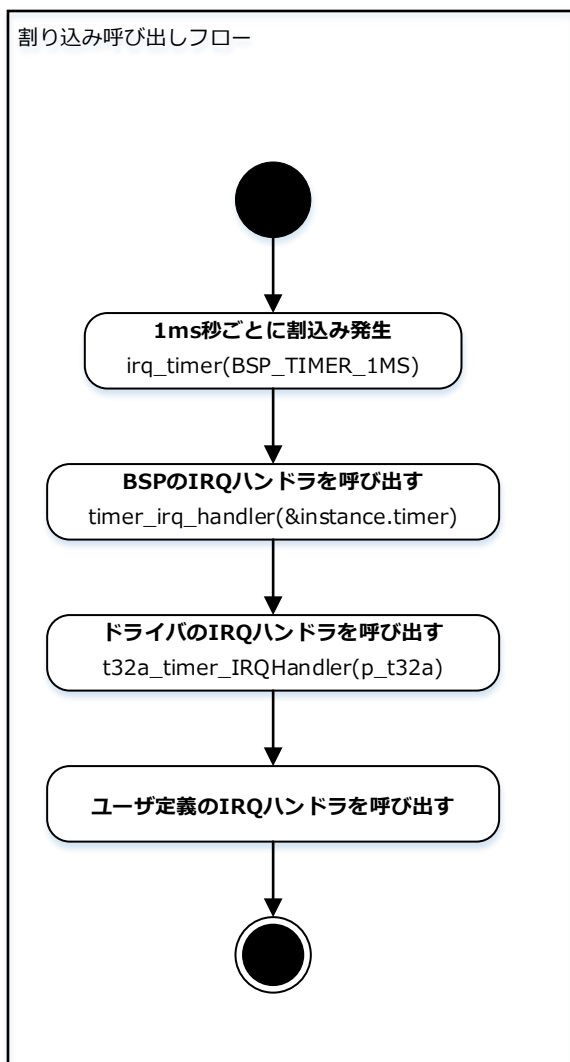 割り込み呼び出しフロー
1ms秒ごとに割込み発生
irq_timer(BSP_TIMER_1MS)
BSPのIRQハンドラを呼び出す
timer_irq_handler(&instance.timer)
ドライバのIRQハンドラを呼び出す
t32a_timer_IRQHandler(p_t32a)
ユーザ定義のIRQハンドラを呼び出す